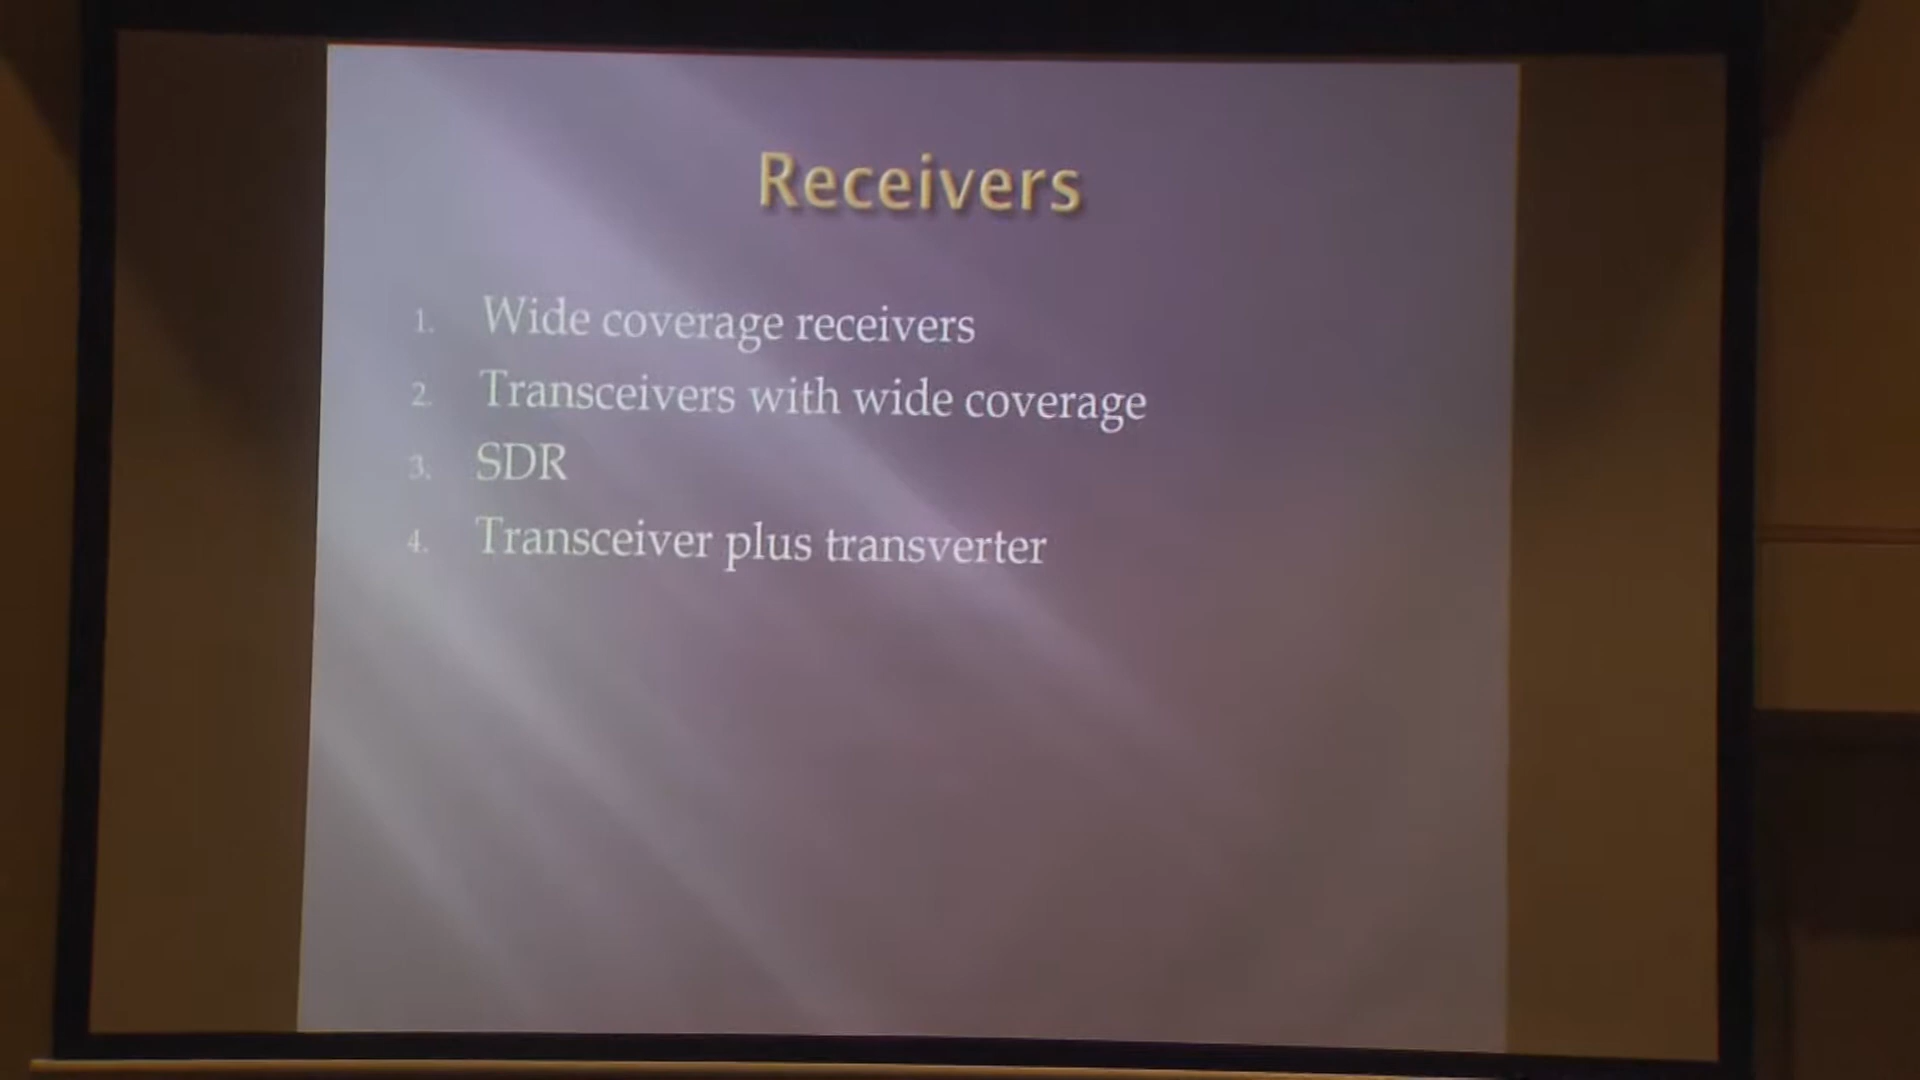 Receivers
1. Wide coverage receivers
2. Transceivers with wide coverage
3. SDR
4. Transceiver plus transverter